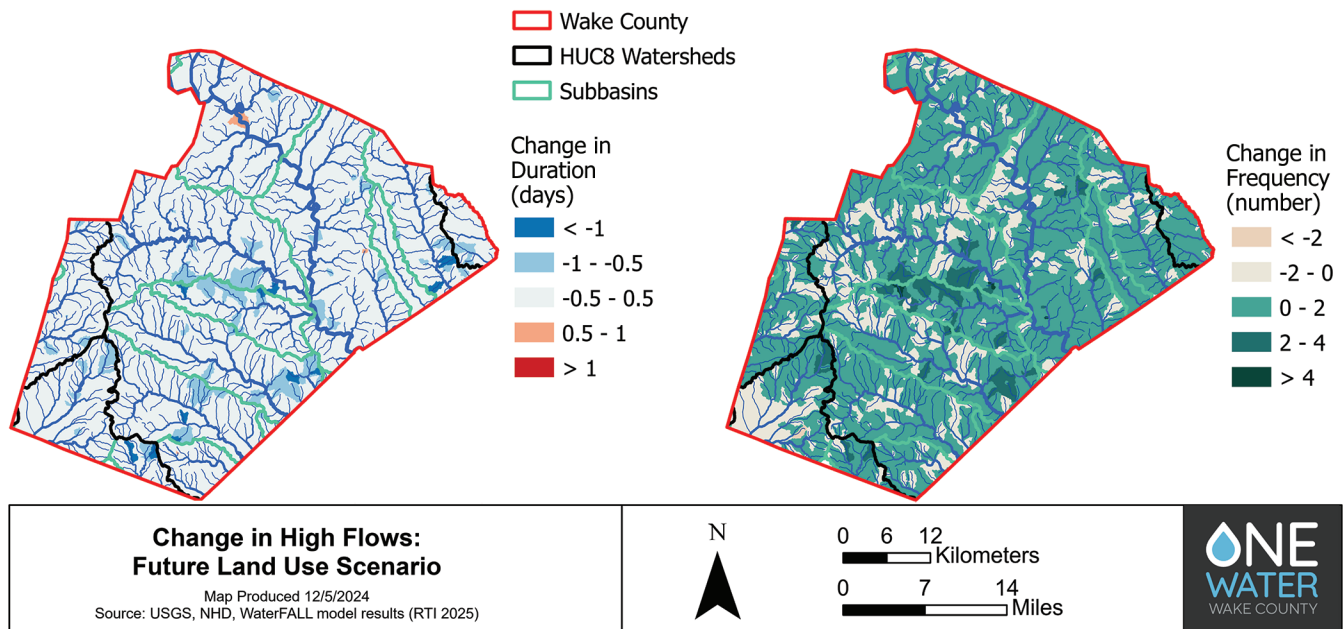 Wake County
HUC8 Watersheds
Subbasins
Change in
Duration
(days)
< -1
-1 - -0.5
-0.5 - 0.5
0.5 - 1
> 1
Change in
Frequency
(number)
< -2
-2 - 0
0 - 2
2 - 4
> 4
Change in High Flows:
Future Land Use Scenario
Map Produced 12/5/2024
Source: USGS, NHD, WaterFALL model results (RTI 2025)
N
0 6 12
Kilometers
0 7 14
Miles
ONE
WATER
WAKE COUNTY